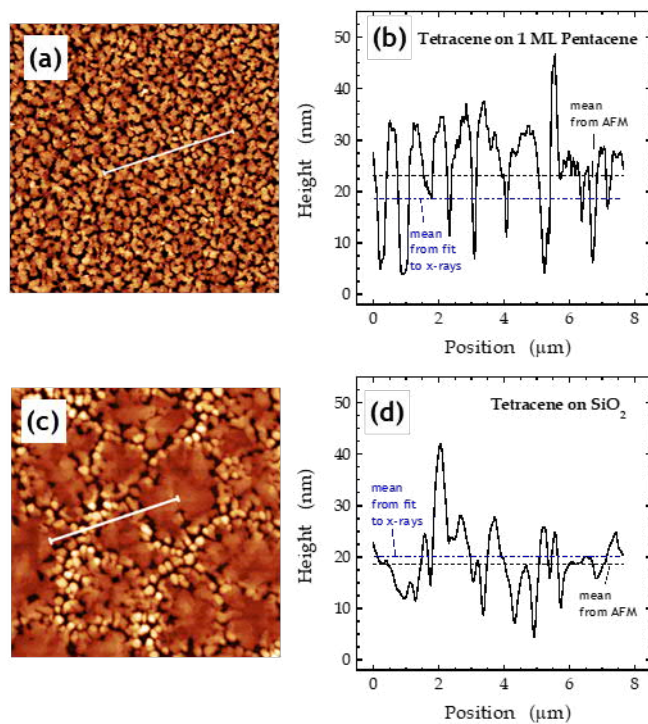 (a)
(b)
Tetracene on 1 ML Pentacene
50
40
30
20
10
0
Height (nm)
mean
from AFM
mean
from fit
to x-rays
0 2 4 6 8
Position (µm)
(c)
(d)
Tetracene on SiO₂
50
40
30
20
10
0
Height (nm)
mean
from fit
to x-rays
mean
from AFM
0 2 4 6 8
Position (µm)